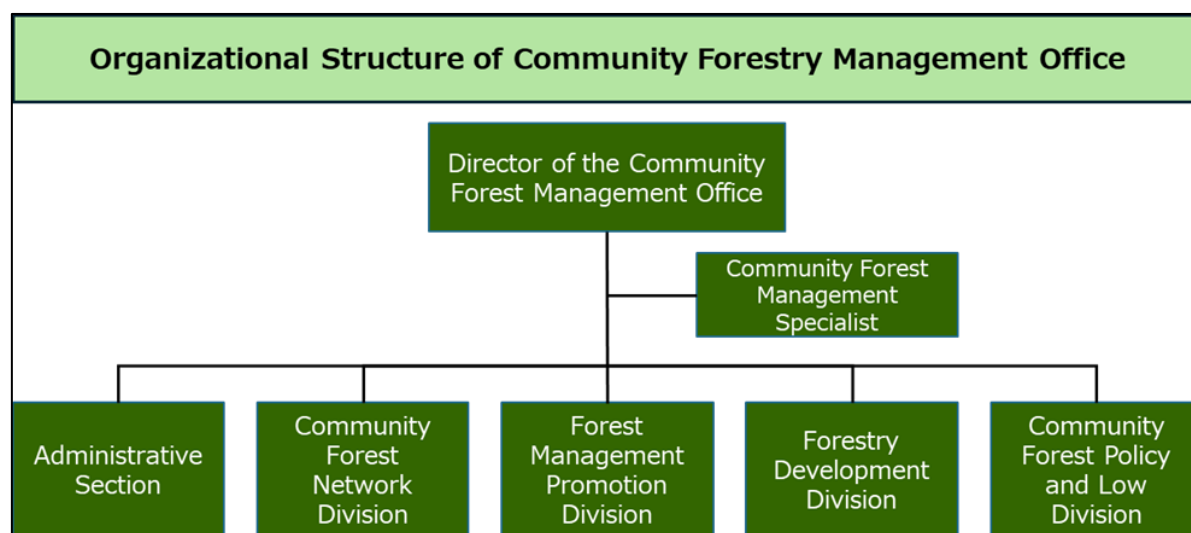 Organizational Structure of Community Forestry Management Office
Director of the Community
Forest Management Office
Community Forest
Management
Specialist
Administrative
Section
Community
Forest
Network
Division
Forest
Management
Promotion
Division
Forestry
Development
Division
Community
Forest Policy
and Low
Division